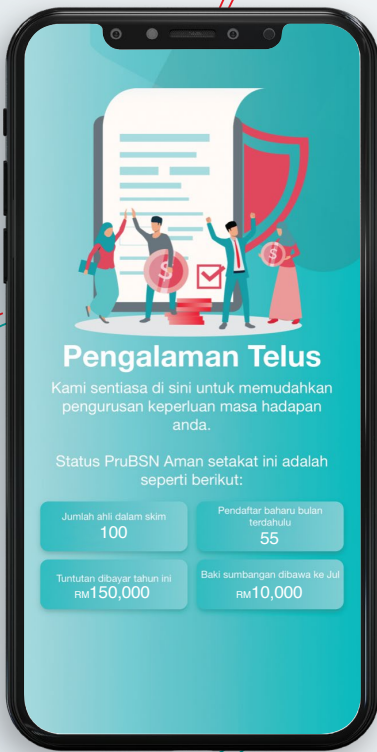 $
$
Pengalaman Telus
Kami sentiasa di sini untuk memudahkan
pengurusan keperluan masa hadapan
anda.
Status PruBSN Aman setakat ini adalah
seperti berikut:
Jumlah ahli dalam skim
100
Pendaftar baharu bulan
terdahulu
55
Tuntutan dibayar tahun ini
RM150,000
Baki sumbangan dibawa ke Jul
RM10,000